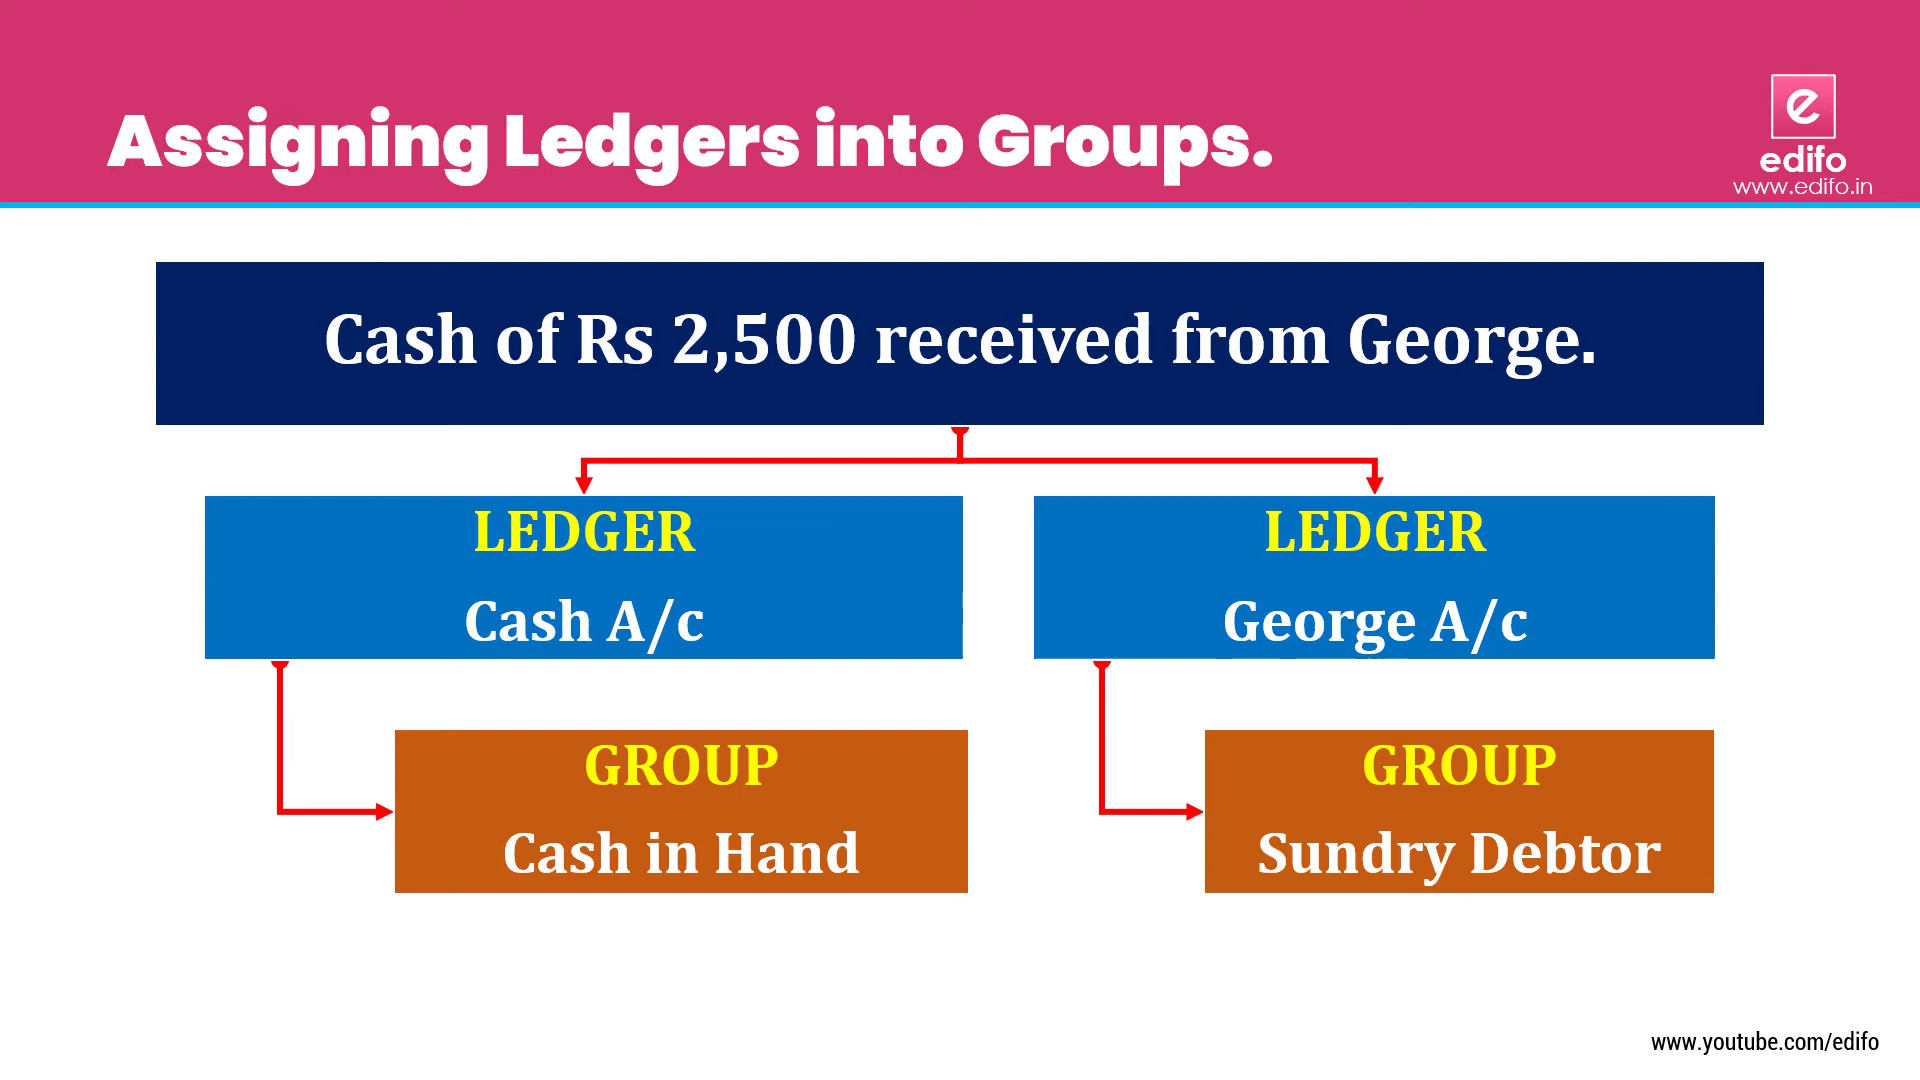 Assigning Ledgers into Groups.
e
edifo
www.edifo.in
Cash of Rs 2,500 received from George.
LEDGER
Cash A/c
LEDGER
George A/c
GROUP
Cash in Hand
GROUP
Sundry Debtor
www.youtube.com/edifo